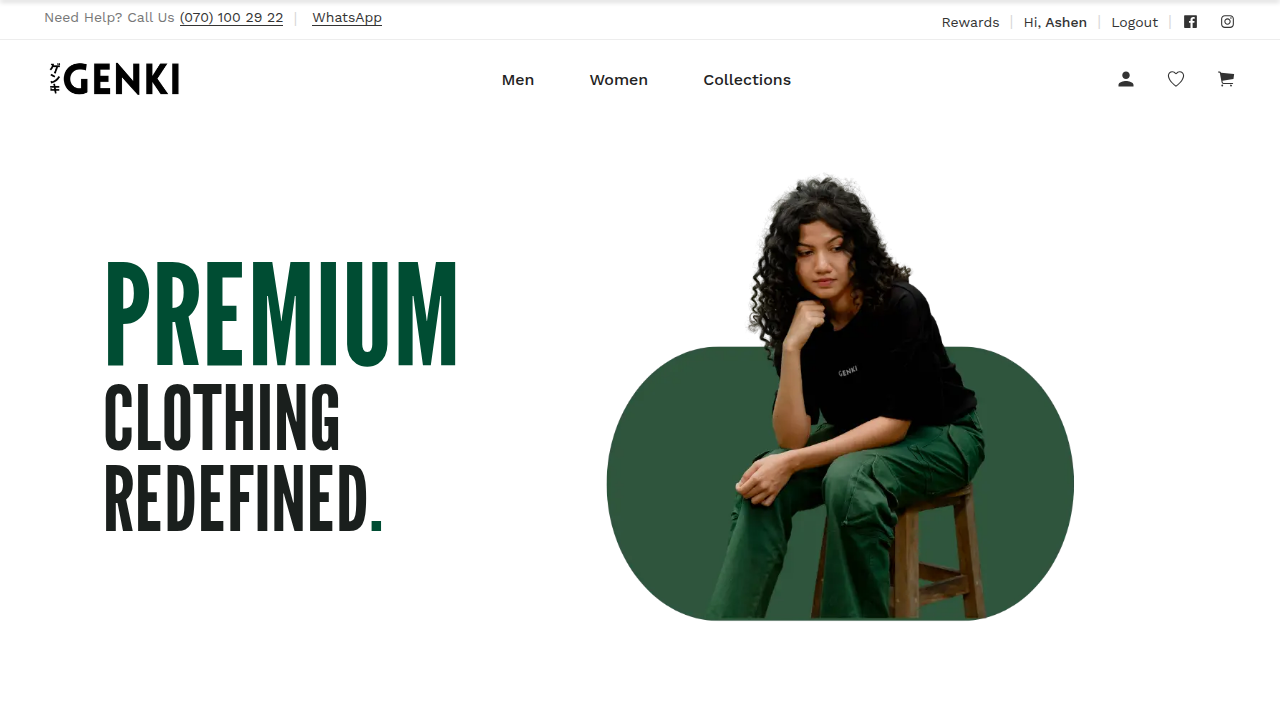 Need Help? Call Us (070) 100 29 22 | WhatsApp
Rewards | Hi, Ashen | Logout |
ゲンキ GENKI
Men
Women
Collections
PREMIUM
CLOTHING
REDEFINED.
GENKI